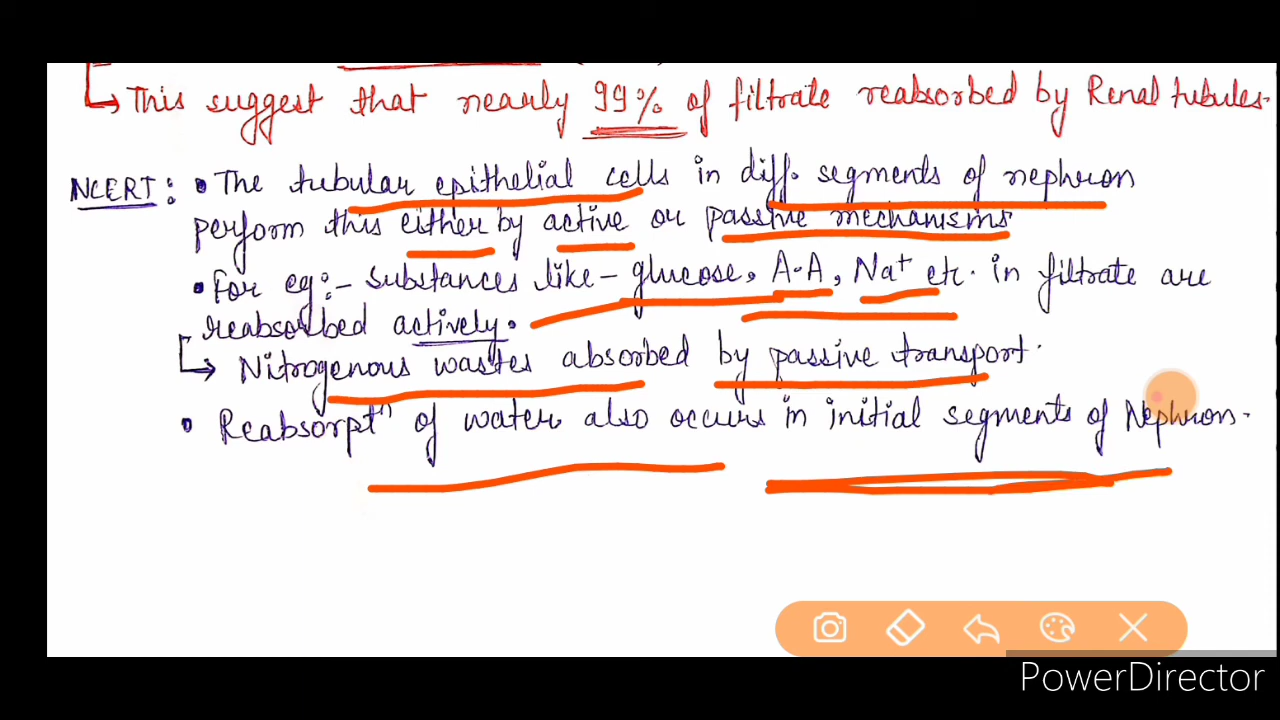 This suggest that nearly 99% of filtrate reabsorbed by Renal tubules.
NCERT: • The tubular epithelial cells in diff. segments of nephron
perform this either by active or passive mechanisms
• For eg:- substances like - glucose, A-A, Na+ etc. in filtrate are
reabsorbed actively.
Nitrogenous wastes absorbed by passive transport.
• Reabsorptn of water also occurs in initial segments of Nephron.
PowerDirector